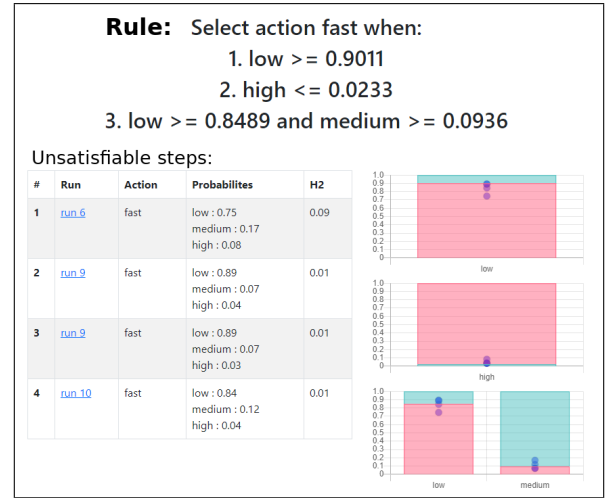 Rule: Select action fast when:
1. low >= 0.9011
2. high <= 0.0233
3. low >= 0.8489 and medium >= 0.0936
Unsatisfiable steps:
# Run Action Probabilites H2
1 run 6 fast low : 0.75 0.09
medium : 0.17
high : 0.08
2 run 9 fast low : 0.89 0.01
medium : 0.07
high : 0.04
3 run 9 fast low : 0.89 0.01
medium : 0.07
high : 0.03
4 run 10 fast low : 0.84 0.01
medium : 0.12
high : 0.04
1.0
0.9
0.8
0.7
0.6
0.5
0.4
0.3
0.2
0.1
0
low
1.0
0.9
0.8
0.7
0.6
0.5
0.4
0.3
0.2
0.1
0
high
1.0
0.9
0.8
0.7
0.6
0.5
0.4
0.3
0.2
0.1
0
low medium